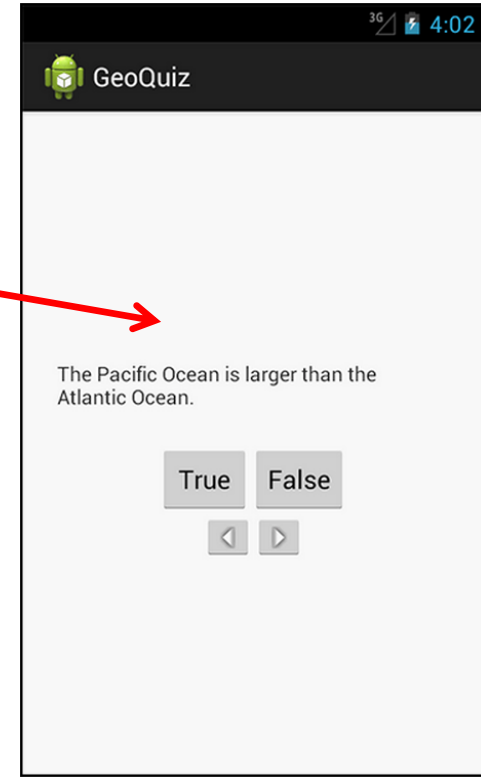 3G 4:02
GeoQuiz
The Pacific Ocean is larger than the
Atlantic Ocean.
True False